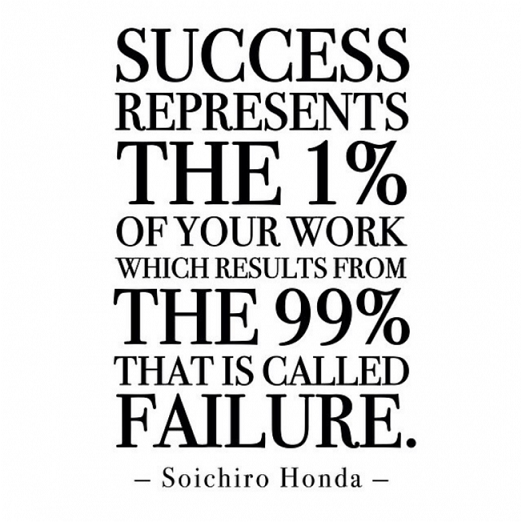 SUCCESS
REPRESENTS
THE 1%
OF YOUR WORK
WHICH RESULTS FROM
THE 99%
THAT IS CALLED
FAILURE.
– Soichiro Honda –